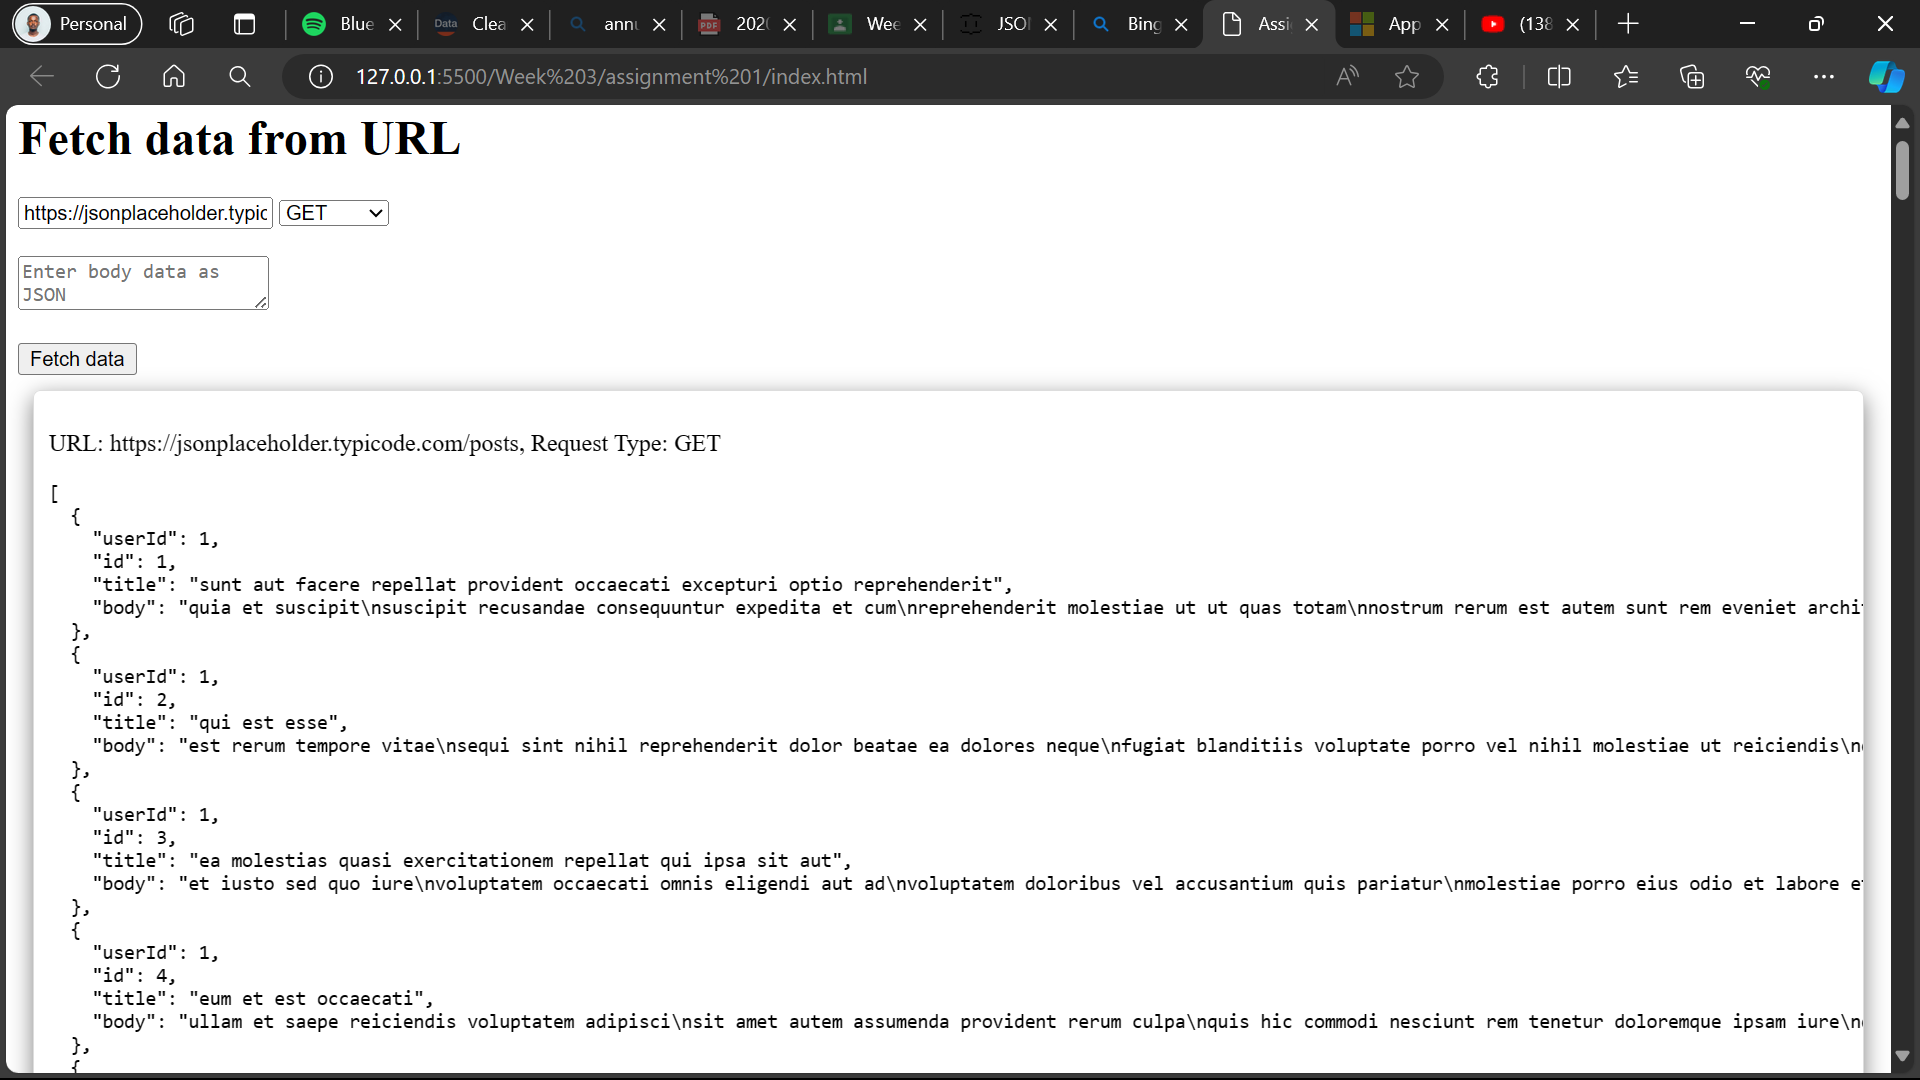 Personal
Blue
Data
Clea
ann
PDF
202
Wee
JSO
Bing
Assi
App
(138
127.0.0.1:5500/Week%203/assignment%201/index.html
Fetch data from URL
https://jsonplaceholder.typic GET
Enter body data as
JSON
Fetch data
URL: https://jsonplaceholder.typicode.com/posts, Request Type: GET
[
{
"userId": 1,
"id": 1,
"title": "sunt aut facere repellat provident occaecati excepturi optio reprehenderit",
"body": "quia et suscipit\nsuscipit recusandae consequuntur expedita et cum\nreprehenderit molestiae ut ut quas totam\nnostrum rerum est autem sunt rem eveniet archi
},
{
"userId": 1,
"id": 2,
"title": "qui est esse",
"body": "est rerum tempore vitae\nsequi sint nihil reprehenderit dolor beatae ea dolores neque\nfugiat blanditiis voluptate porro vel nihil molestiae ut reiciendis\n
},
{
"userId": 1,
"id": 3,
"title": "ea molestias quasi exercitationem repellat qui ipsa sit aut",
"body": "et iusto sed quo iure\nvoluptatem occaecati omnis eligendi aut ad\nvoluptatem doloribus vel accusantium quis pariatur\nmolestiae porro eius odio et labore e
},
{
"userId": 1,
"id": 4,
"title": "eum et est occaecati",
"body": "ullam et saepe reiciendis voluptatem adipisci\nsit amet autem assumenda provident rerum culpa\nquis hic commodi nesciunt rem tenetur doloremque ipsam iure\n
},
{